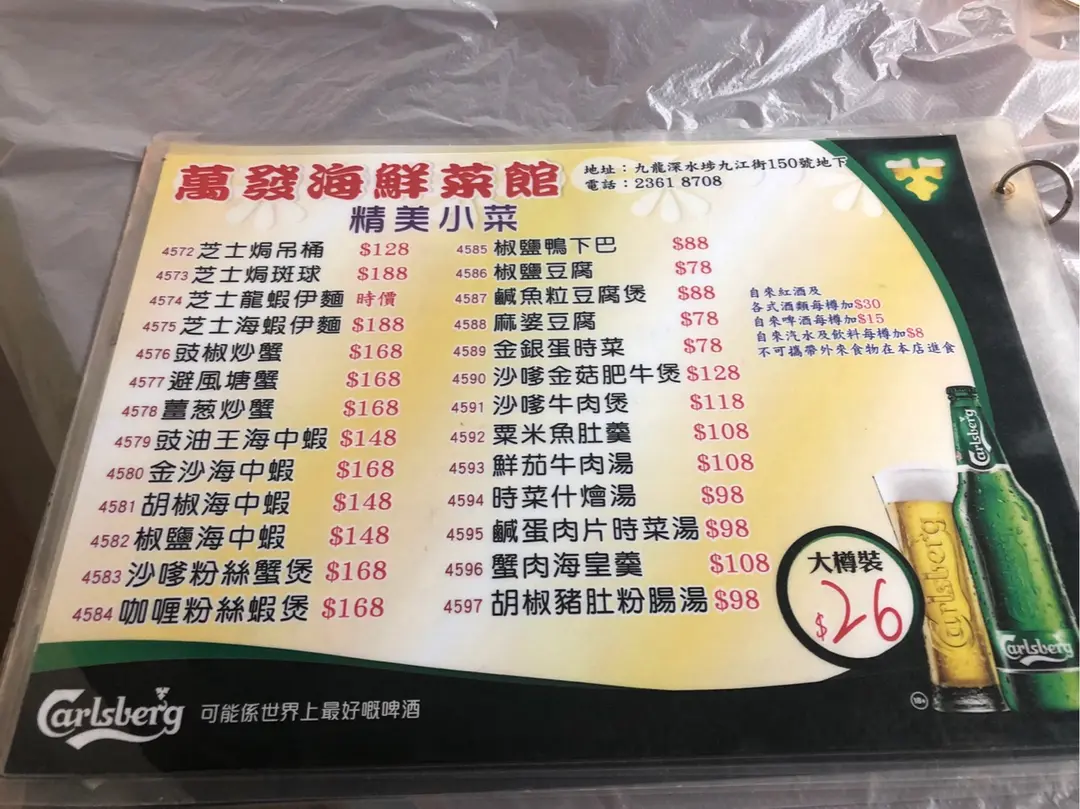 萬發海鮮菜館
地址：九龍深水埗九江街150號地下
電話：2361 8708
精美小菜
4572 芝士焗吊桶 $128
4573 芝士焗斑球 $188
4574 芝士龍蝦伊麵 時價
4575 芝士海蝦伊麵 $188
4576 豉椒炒蟹 $168
4577 避風塘蟹 $168
4578 薑葱炒蟹 $168
4579 豉油王海中蝦 $148
4580 金沙海中蝦 $168
4581 胡椒海中蝦 $148
4582 椒鹽海中蝦 $148
4583 沙嗲粉絲蟹煲 $168
4584 咖喱粉絲蝦煲 $168
4585 椒鹽鴨下巴 $88
4586 椒鹽豆腐 $78
4587 鹹魚粒豆腐煲 $88
4588 麻婆豆腐 $78
4589 金銀蛋時菜 $78
4590 沙嗲金菇肥牛煲 $128
4591 沙嗲牛肉煲 $118
4592 粟米魚肚羹 $108
4593 鮮茄牛肉湯 $108
4594 時菜什燴湯 $98
4595 鹹蛋肉片時菜湯 $98
4596 蟹肉海皇羹 $108
4597 胡椒豬肚粉腸湯 $98
自來紅酒及
各式酒類每樽加$30
自來啤酒每樽加$15
自來汽水及飲料每樽加$8
不可攜帶外來食物在本店進食
大樽裝
$26
Carlsberg
Carlsberg
Carlsberg
18+
Carlsberg 可能係世界上最好嘅啤酒